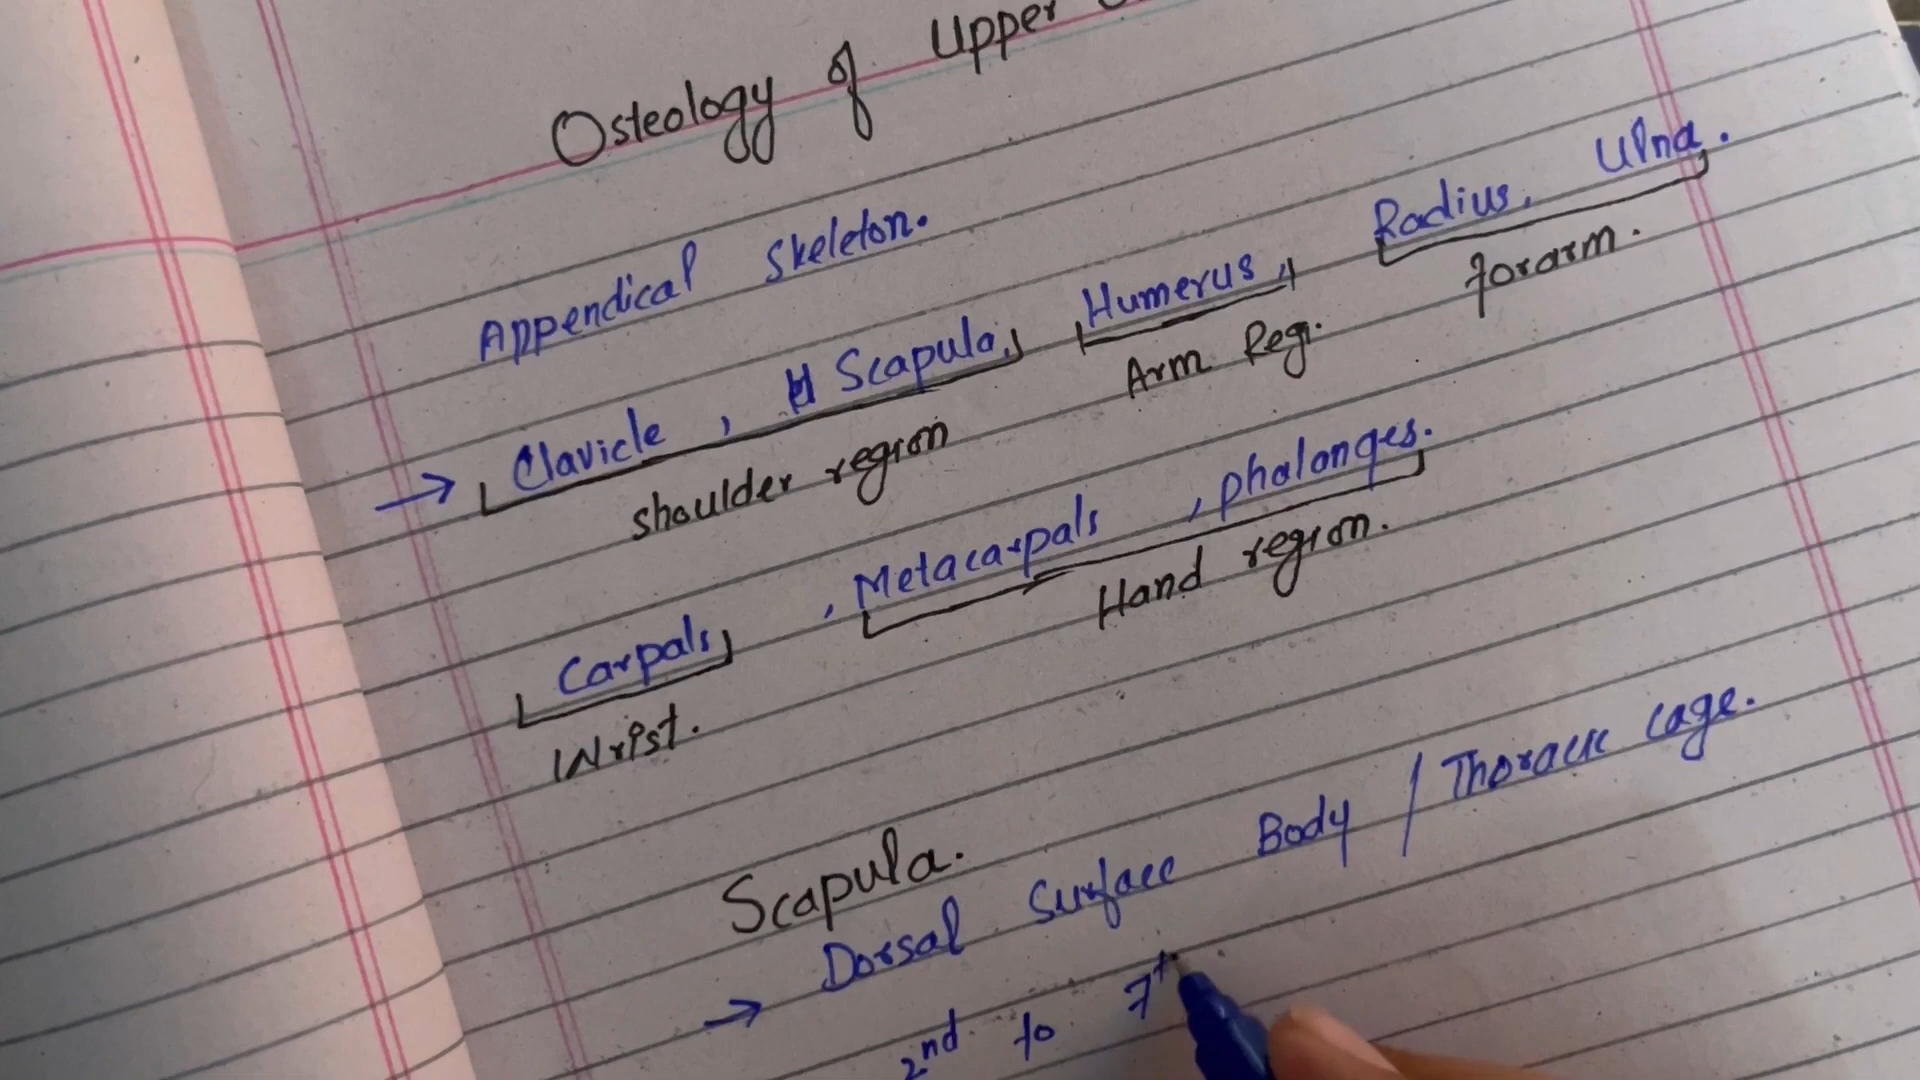 Osteology of Upper
Appendical Skeleton.
→ Clavicle , Scapula, Humerus, Radius, Ulna.
shoulder region Arm Reg. forarm.
Carpals , Metacarpals , phalanges.
Wrist. Hand region.
Scapula.
→ Dorsal Surface Body / Thoracic cage.
2nd to 7t